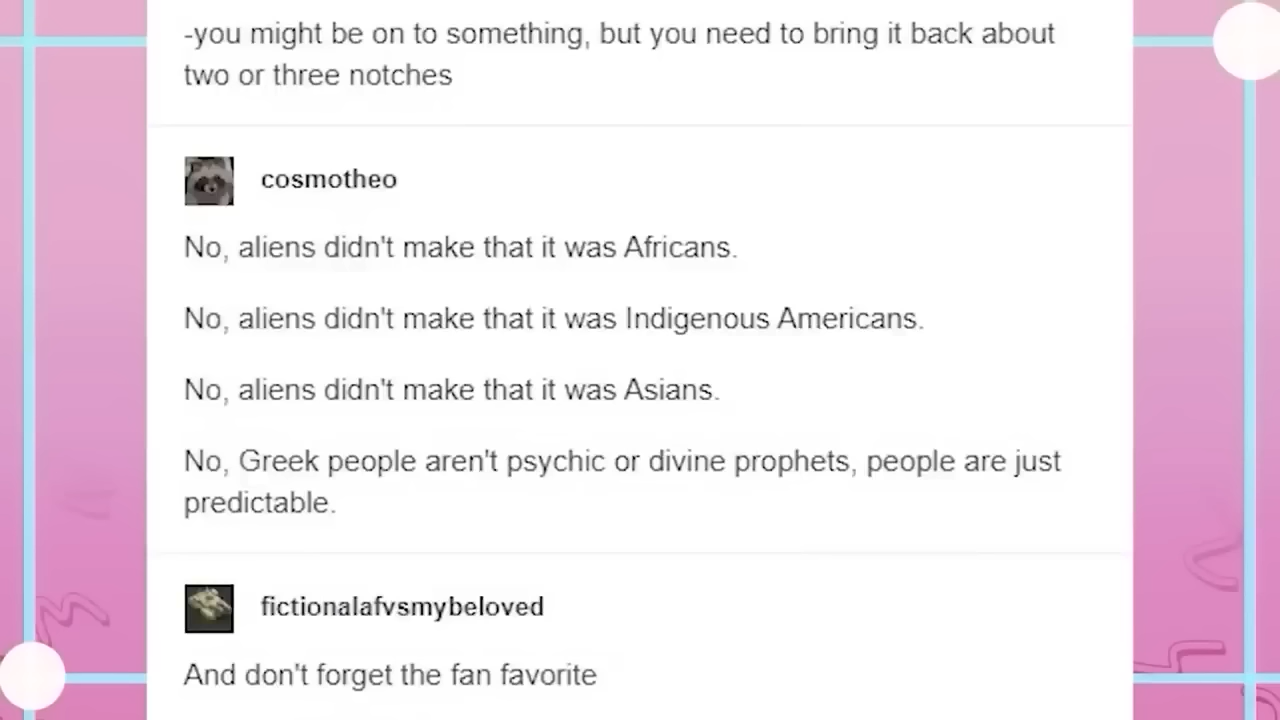 -you might be on to something, but you need to bring it back about
two or three notches
cosmotheo
No, aliens didn't make that it was Africans.
No, aliens didn't make that it was Indigenous Americans.
No, aliens didn't make that it was Asians.
No, Greek people aren't psychic or divine prophets, people are just
predictable.
fictionalafvsmybeloved
And don't forget the fan favorite